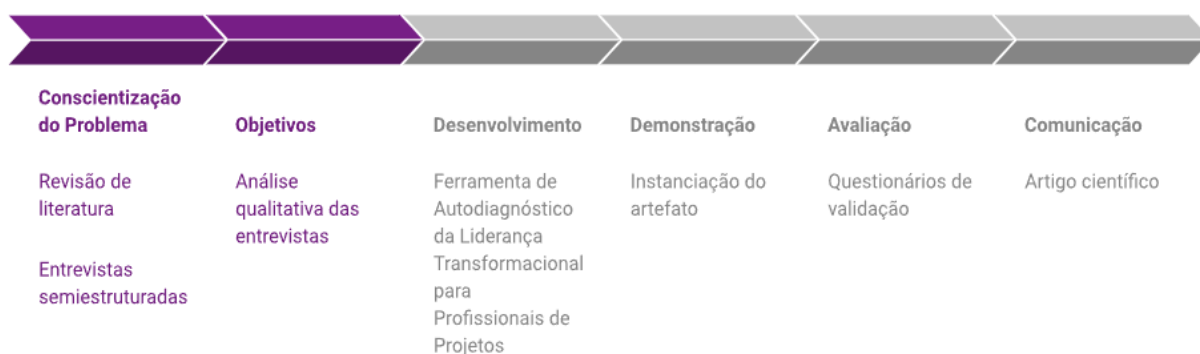 Conscientização
do Problema
Revisão de
literatura
Entrevistas
semiestruturadas
Objetivos
Análise
qualitativa das
entrevistas
Desenvolvimento
Ferramenta de
Autodiagnóstico
da Liderança
Transformacional
para
Profissionais de
Projetos
Demonstração
Instanciação do
artefato
Avaliação
Questionários de
validação
Comunicação
Artigo científico